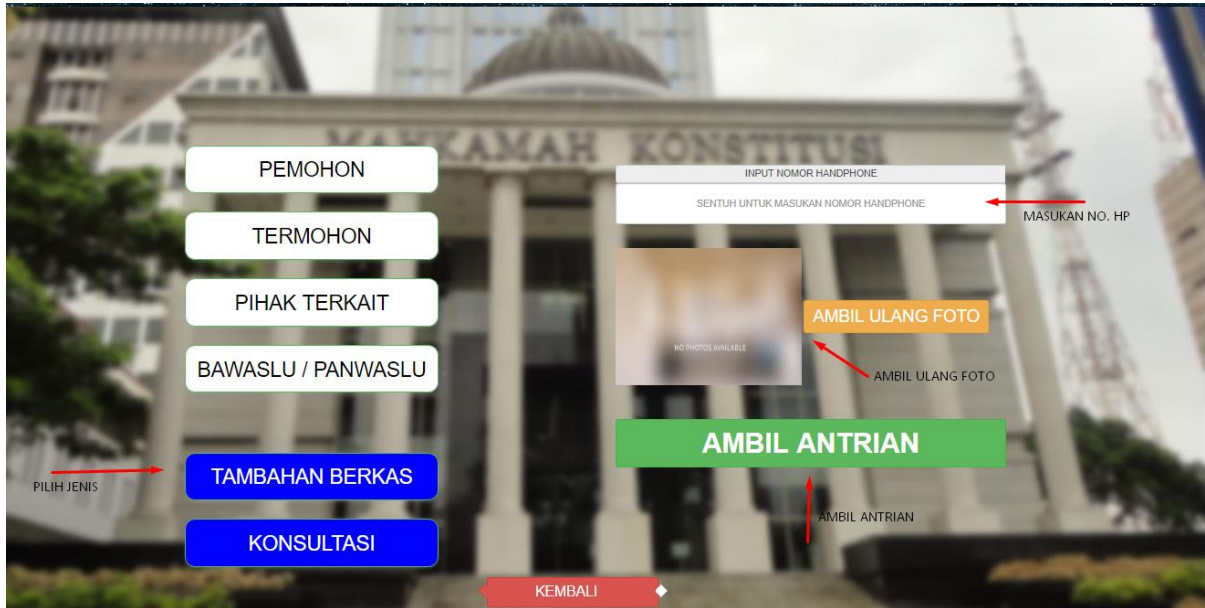 MAHKAMAH KONSTITUSI
PEMOHON
TERMOHON
PIHAK TERKAIT
BAWASLU / PANWASLU
PILIH JENIS
TAMBAHAN BERKAS
KONSULTASI
INPUT NOMOR HANDPHONE
SENTUH UNTUK MASUKAN NOMOR HANDPHONE
MASUKAN NO. HP
NO PHOTOS AVAILABLE
AMBIL ULANG FOTO
AMBIL ULANG FOTO
AMBIL ANTRIAN
AMBIL ANTRIAN
KEMBALI